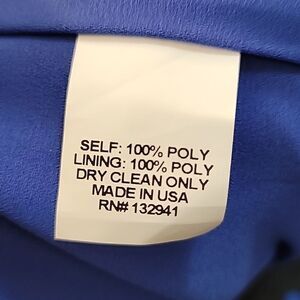 SELF: 100% POLY
LINING: 100% POLY
DRY CLEAN ONLY
MADE IN USA
RN# 132941